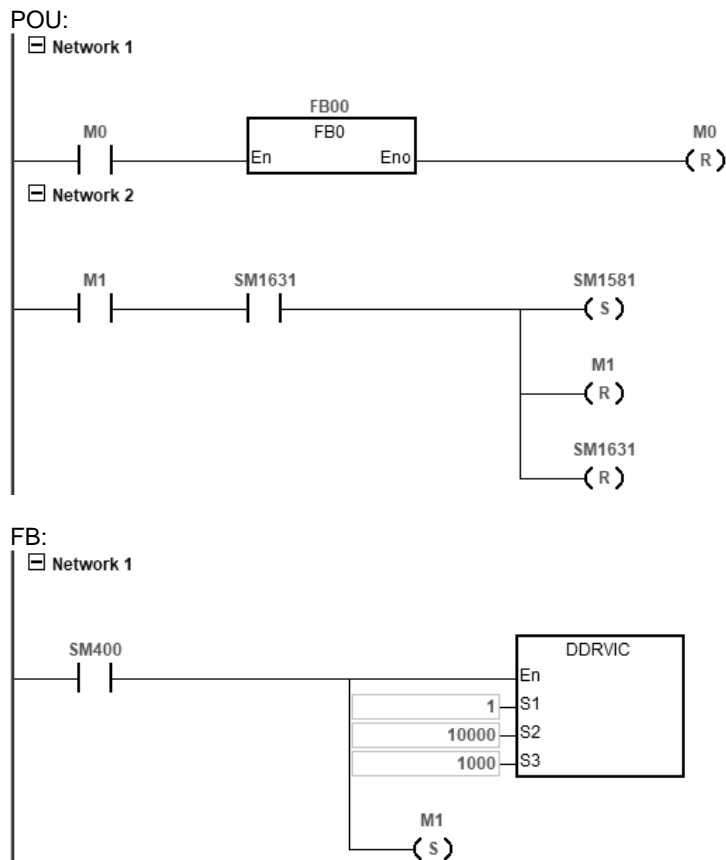 POU:
Network 1
FB00
M0 FB0 M0
En Eno R
Network 2
M1 SM1631 SM1581
S
M1
R
SM1631
R
FB:
Network 1
SM400 DDRVIC
En
1 S1
10000 S2
1000 S3
M1
S